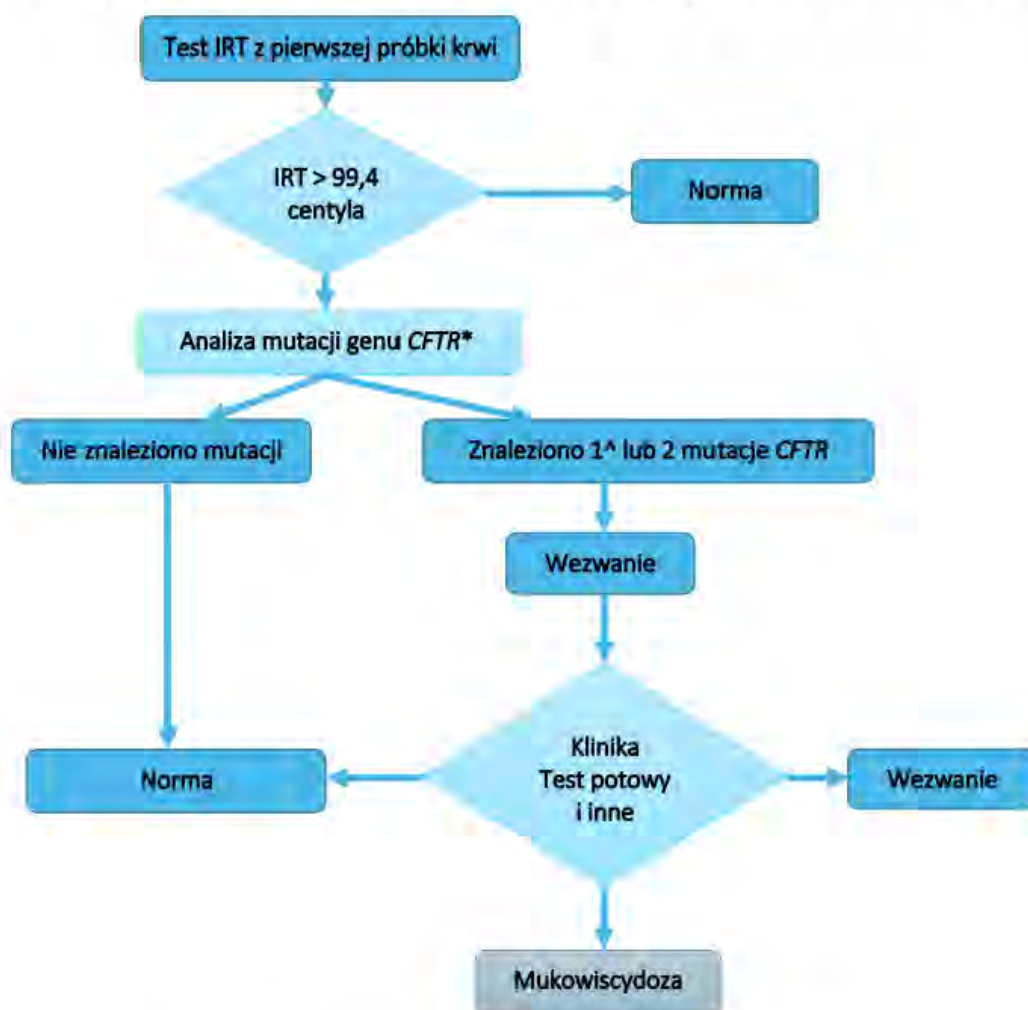 Test IRT z pierwszej próbki krwi
IRT > 99,4
centyla
Norma
Analiza mutacji genu CFTR*
Nie znaleziono mutacji
Znaleziono 1^ lub 2 mutacje CFTR
Wezwanie
Klinika
Test potowy
i inne
Norma
Wezwanie
Mukowiscydoza